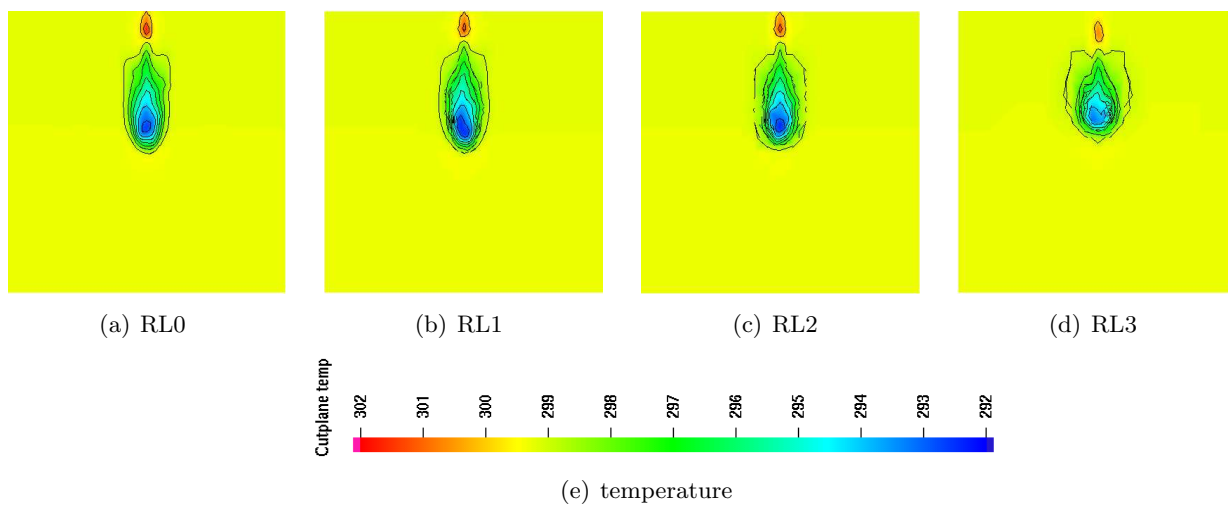 (a) RL0
(b) RL1
(c) RL2
(d) RL3
Cutplane temp
302
301
300
299
298
297
296
295
294
293
292
(e) temperature